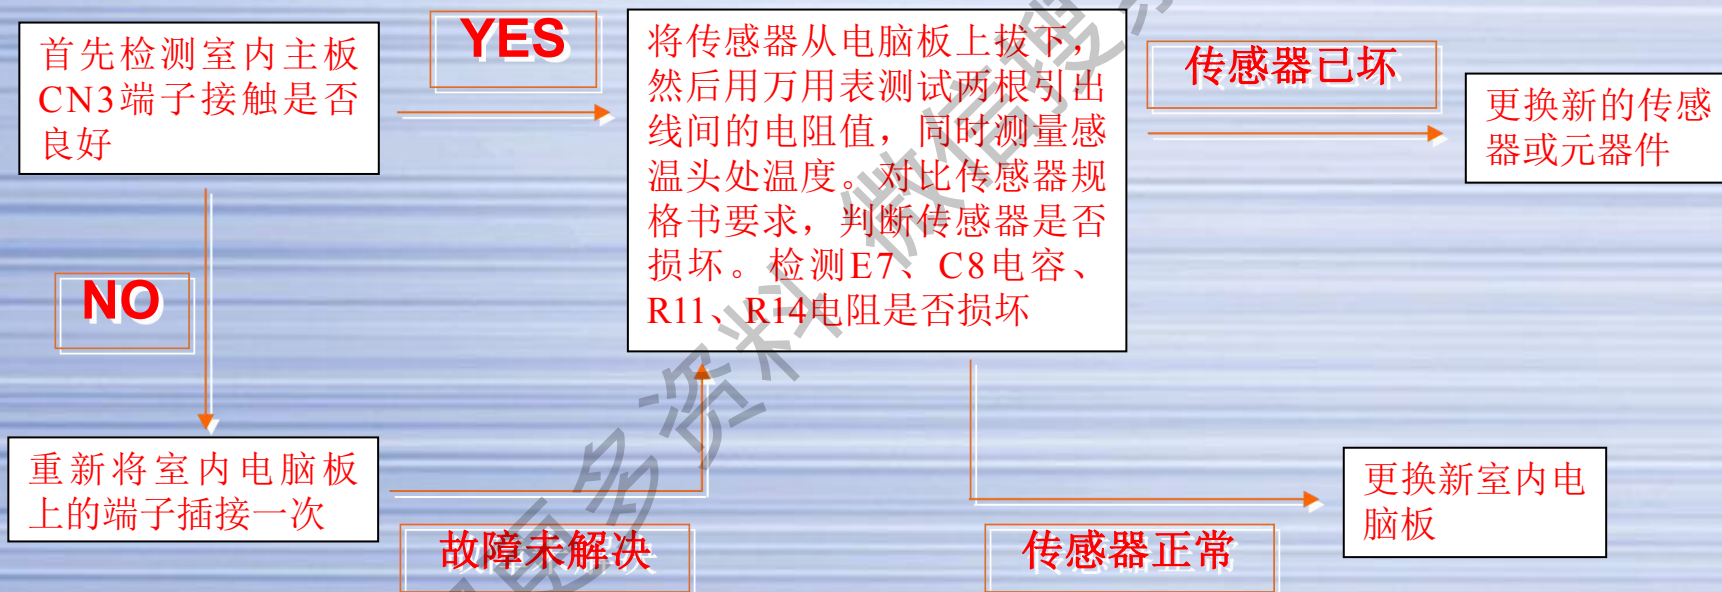 首先检测室内主板
CN3端子接触是否
良好
YES
将传感器从电脑板上拔下，
然后用万用表测试两根引出
线间的电阻值，同时测量感
温头处温度。对比传感器规
格书要求，判断传感器是否
损坏。检测E7、C8电容、
R11、R14电阻是否损坏
传感器已坏
更换新的传感
器或元器件
NO
重新将室内电脑板
上的端子插接一次
故障未解决
传感器正常
更换新室内电
脑板
更多资料 微信搜